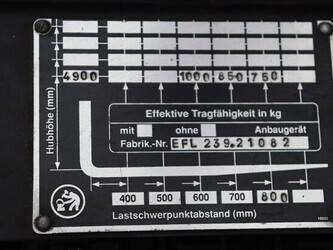 4900 1000 850 750
Hubhöhe (mm)
Effektive Tragfähigkeit in kg
mit ohne Anbaugerät
Fabrik.-Nr. EFL 239.21082
400 500 600 700 800
Lastschwerpunktabstand (mm)